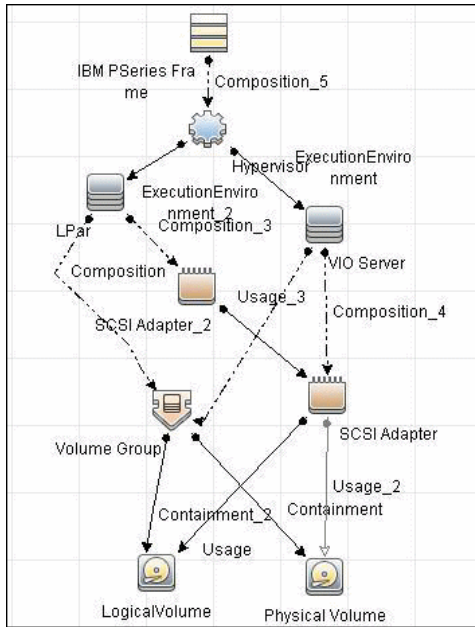 IBM PSeries Fra
me
Composition_5
Hypervisor
ExecutionEnviro
nment
ExecutionEnviro
nment_2
Composition_3
LPar
VIO Server
Composition
Usage_3
Composition_4
SCSI Adapter_2
Volume Group
SCSI Adapter
Usage_2
Containment_2
Containment
Usage
LogicalVolume
Physical Volume